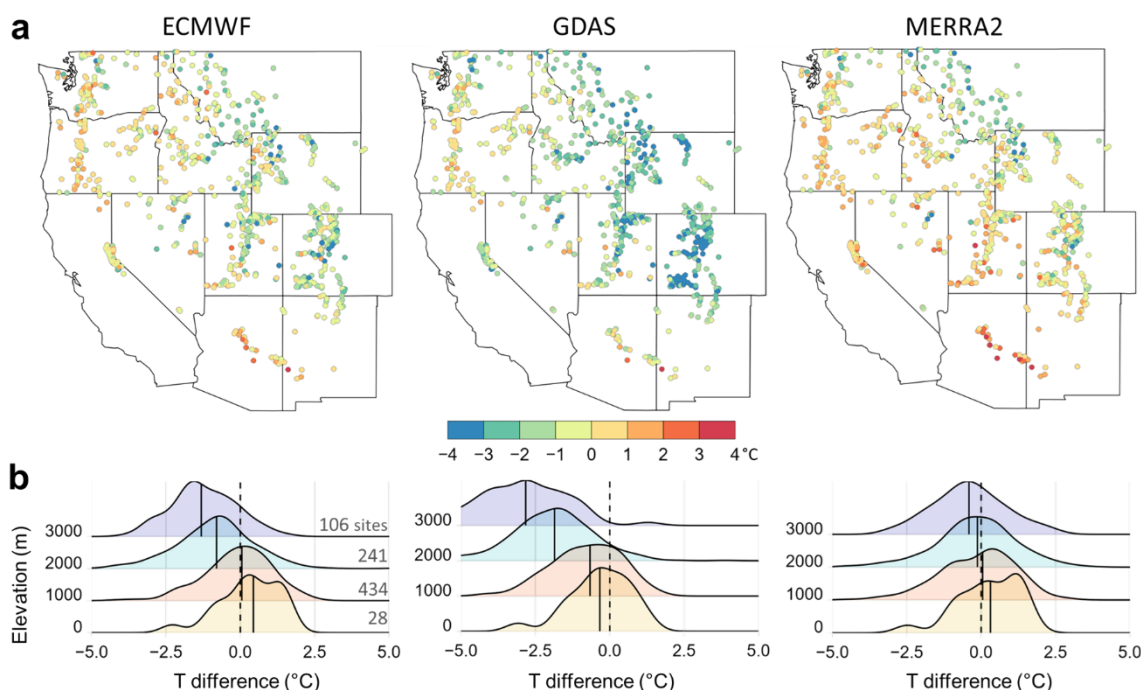 a
ECMWF
GDAS
MERRA2
−4 −3 −2 −1 0 1 2 3 4 °C
b
Elevation (m)
3000
2000
1000
0
106 sites
241
434
28
−5.0 −2.5 0.0 2.5 5.0
T difference (°C)
3000
2000
1000
0
−5.0 −2.5 0.0 2.5 5.0
T difference (°C)
3000
2000
1000
0
−5.0 −2.5 0.0 2.5 5.0
T difference (°C)